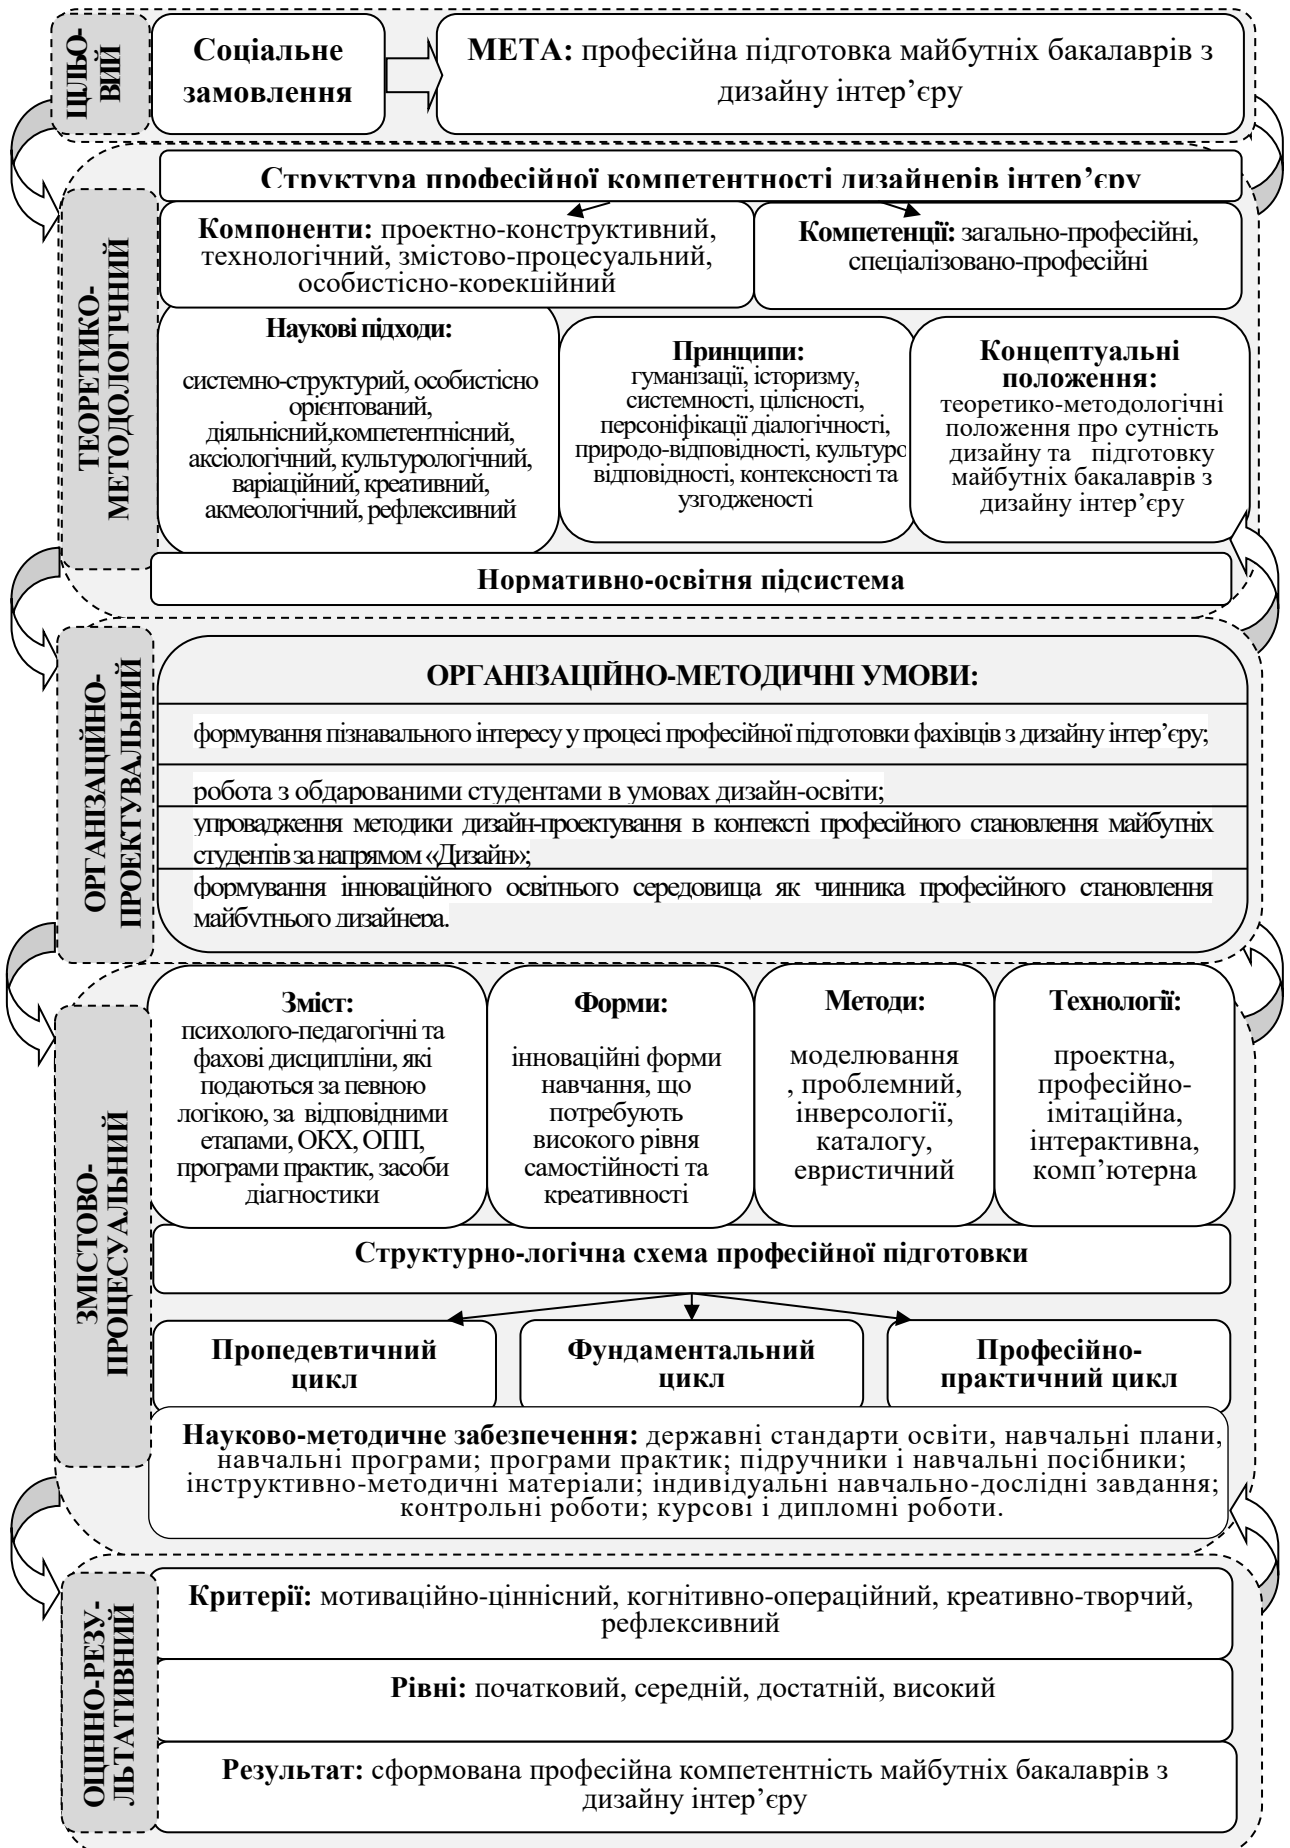 ЦІЛЬО-
ВИЙ
Соціальне
замовлення
МЕТА: професійна підготовка майбутніх бакалаврів з
дизайну інтер’єру
ТЕОРЕТИКО-
МЕТОДОЛОГІЧНИЙ
Структура професійної компетентності дизайнерів інтер’єру
Компоненти: проектно-конструктивний,
технологічний, змістово-процесуальний,
особистісно-корекційний
Компетенції: загально-професійні,
спеціалізовано-професійні
Наукові підходи:
системно-структурий, особистісно
орієнтований,
діяльнісний,компетентнісний,
аксіологічний, культурологічний,
варіаційний, креативний,
акмеологічний, рефлексивний
Принципи:
гуманізації, історизму,
системності, цілісності,
персоніфікації діалогічності,
природо-відповідності, культуро
відповідності, контексності та
узгодженості
Концептуальні
положення:
теоретико-методологічні
положення про сутність
дизайну та підготовку
майбутніх бакалаврів з
дизайну інтер’єру
Нормативно-освітня підсистема
ОРГАНІЗАЦІЙНО-
ПРОЕКТУВАЛЬНИЙ
ОРГАНІЗАЦІЙНО-МЕТОДИЧНІ УМОВИ:
формування пізнавального інтересу у процесі професійної підготовки фахівців з дизайну інтер’єру;
робота з обдарованими студентами в умовах дизайн-освіти;
упровадження методики дизайн-проектування в контексті професійного становлення майбутніх
студентів за напрямом «Дизайн»;
формування інноваційного освітнього середовища як чинника професійного становлення
майбутнього дизайнера.
ЗМІСТОВО-
ПРОЦЕСУАЛЬНИЙ
Зміст:
психолого-педагогічні та
фахові дисципліни, які
подаються за певною
логікою, за відповідними
етапами, ОКХ, ОПП,
програми практик, засоби
діагностики
Форми:
інноваційні форми
навчання, що
потребують
високого рівня
самостійності та
креативності
Методи:
моделювання
, проблемний,
інверсології,
каталогу,
евристичний
Технології:
проектна,
професійно-
імітаційна,
інтерактивна,
комп’ютерна
Структурно-логічна схема професійної підготовки
Пропедевтичний
цикл
Фундаментальний
цикл
Професійно-
практичний цикл
Науково-методичне забезпечення: державні стандарти освіти, навчальні плани,
навчальні програми; програми практик; підручники і навчальні посібники;
інструктивно-методичні матеріали; індивідуальні навчально-дослідні завдання;
контрольні роботи; курсові і дипломні роботи.
ОЦІННО-РЕЗУ-
ЛЬТАТИВНИЙ
Критерії: мотиваційно-ціннісний, когнітивно-операційний, креативно-творчий,
рефлексивний
Рівні: початковий, середній, достатній, високий
Результат: сформована професійна компетентність майбутніх бакалаврів з
дизайну інтер’єру